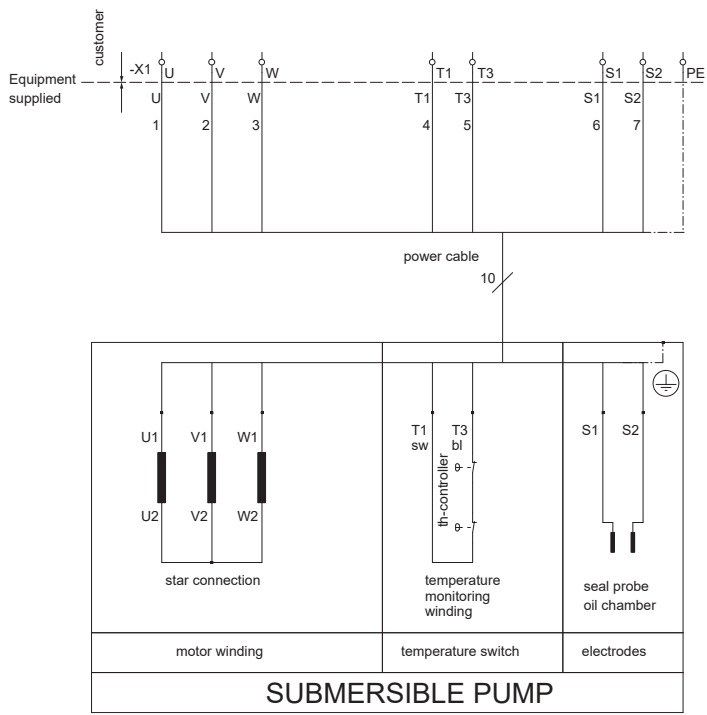 customer
-X1 U V W T1 T3 S1 S2 PE
Equipment
supplied
U V W T1 T3 S1 S2
1 2 3 4 5 6 7
power cable
10
U1 V1 W1 T1 T3 S1 S2
sw bl
th-controller
U2 V2 W2
star connection
temperature
monitoring
winding
seal probe
oil chamber
motor winding
temperature switch
electrodes
SUBMERSIBLE PUMP